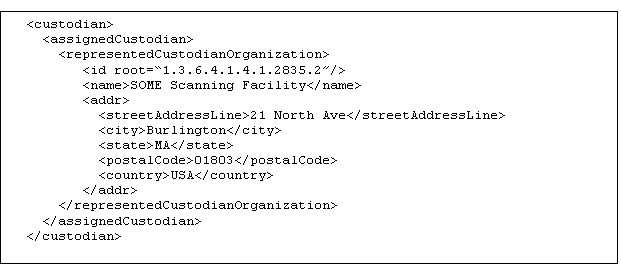 <custodian>
<assignedCustodian>
<representedCustodianOrganization>
<id root=“1.3.6.4.1.4.1.2835.2”/>
<name>SOME Scanning Facility</name>
<addr>
<streetAddressLine>21 North Ave</streetAddressLine>
<city>Burlington</city>
<state>MA</state>
<postalCode>01803</postalCode>
<country>USA</country>
</addr>
</representedCustodianOrganization>
</assignedCustodian>
</custodian>